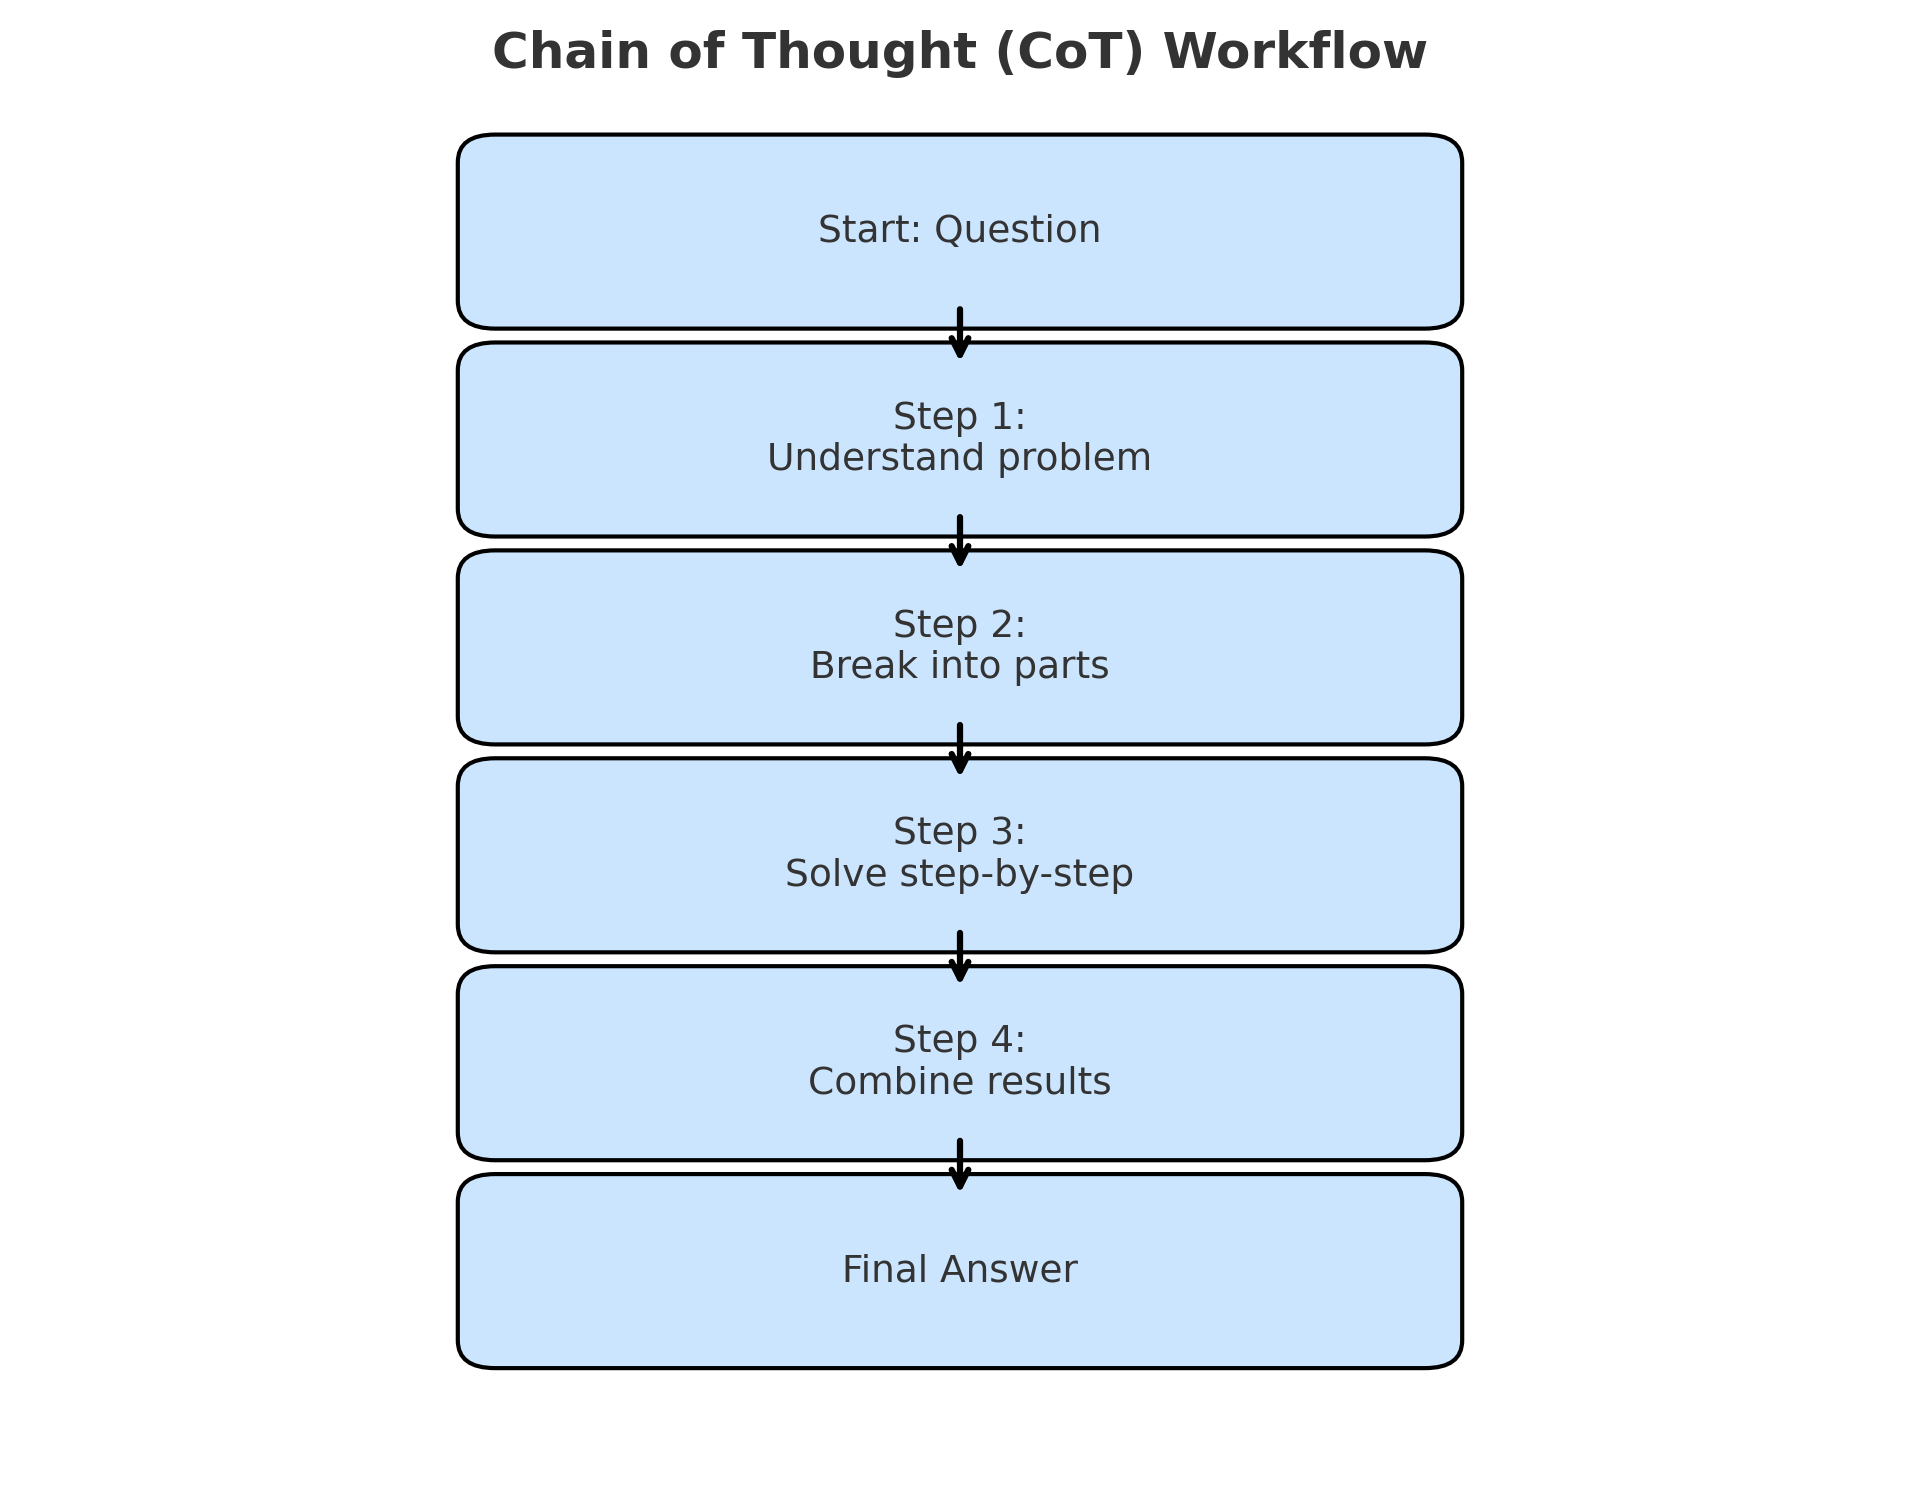 Chain of Thought (CoT) Workflow
Start: Question
Step 1:
Understand problem
Step 2:
Break into parts
Step 3:
Solve step-by-step
Step 4:
Combine results
Final Answer